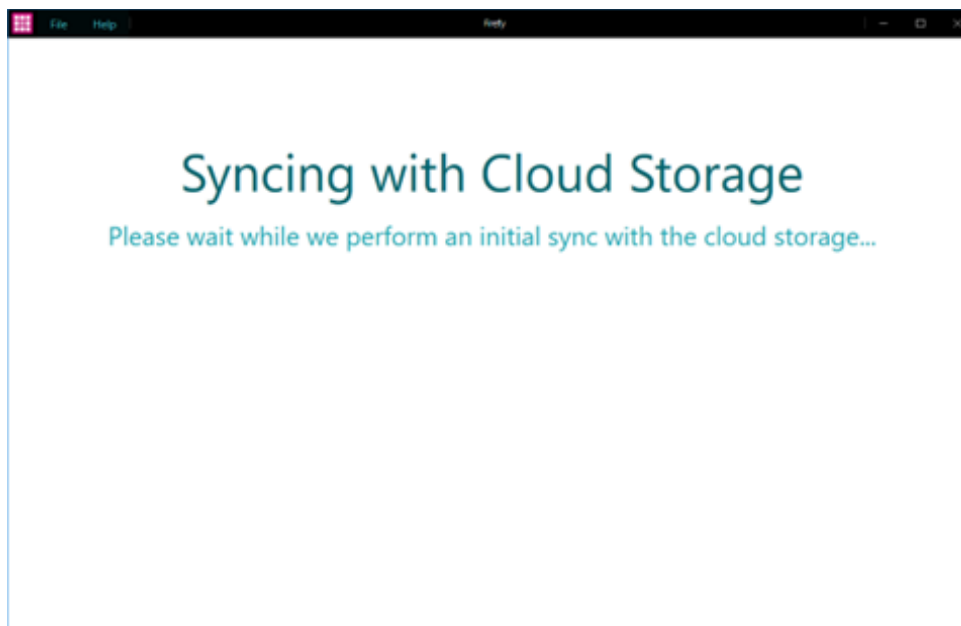 File Help
Syncing with Cloud Storage
Please wait while we perform an initial sync with the cloud storage...